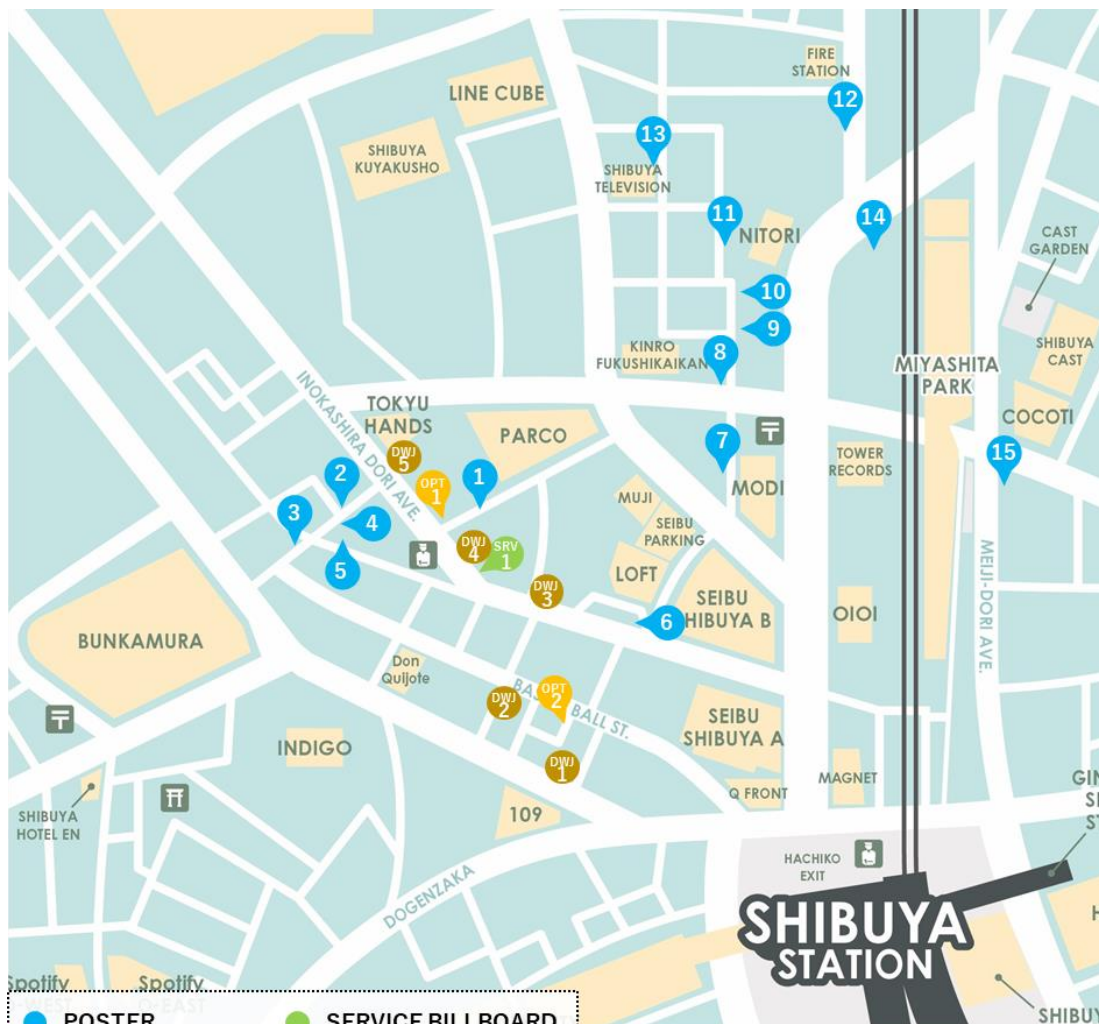 FIRE
STATION
LINE CUBE
12
13
SHIBUYA
KUYAKUSHO
SHIBUYA
TELEVISION
11
14
NITORI
CAST
GARDEN
10
9
KINRO
FUKUSHIKAIKAN
8
SHIBUYA
CAST
MIYASHITA
PARK
INOKASHIRA DORI AVE.
TOKYU
HANDS
PARCO
COCOTI
7
15
DWJ
5
TOWER
RECORDS
2
1
OPT
1
MODI
MUJI
3
4
SEIBU
PARKING
DWJ
4
SRV
1
5
LOFT
DWJ
3
SEIBU
HIBUYA B
6
OIOI
MEIJI-DORI AVE.
BUNKAMURA
Don
Quijote
DWJ
2
OPT
2
BALL ST.
SEIBU
SHIBUYA A
INDIGO
DWJ
1
MAGNET
Q FRONT
SHIBUYA
HOTEL EN
109
HACHIKO
EXIT
DOGENZAKA
SHIBUYA
STATION
Spotify
Spotify
POSTER
SERVICE BILLBOARD